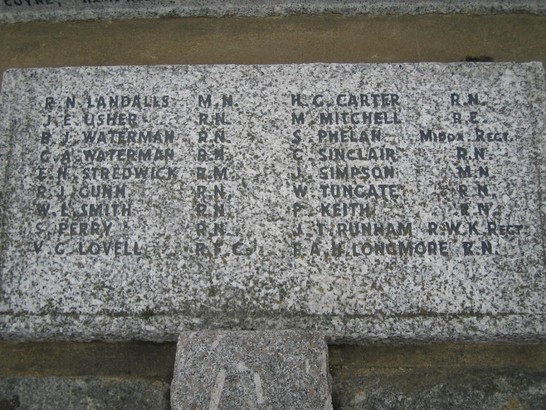 R.N. LANDALLS M.N.
J.E. USHER R.N.
B.J. WATERMAN R.N.
C.A. WATERMAN R.N.
E.N. STREDWICK R.M.
R.J. GUNN R.N.
W.L. SMITH R.N.
S. PERRY R.N.
V.C. LOVELL R.F.C.
H.G. CARTER R.N.
M. MITCHELL R.E.
S. PHELAN MIDDX REGT.
C. SINCLAIR R.N.
J. SIMPSON M.N.
W. TUNGATE R.N.
P. KEITH R.N.
J.T. RUNHAM R.W.K. REGT.
F.A.H. LONGMORE R.N.